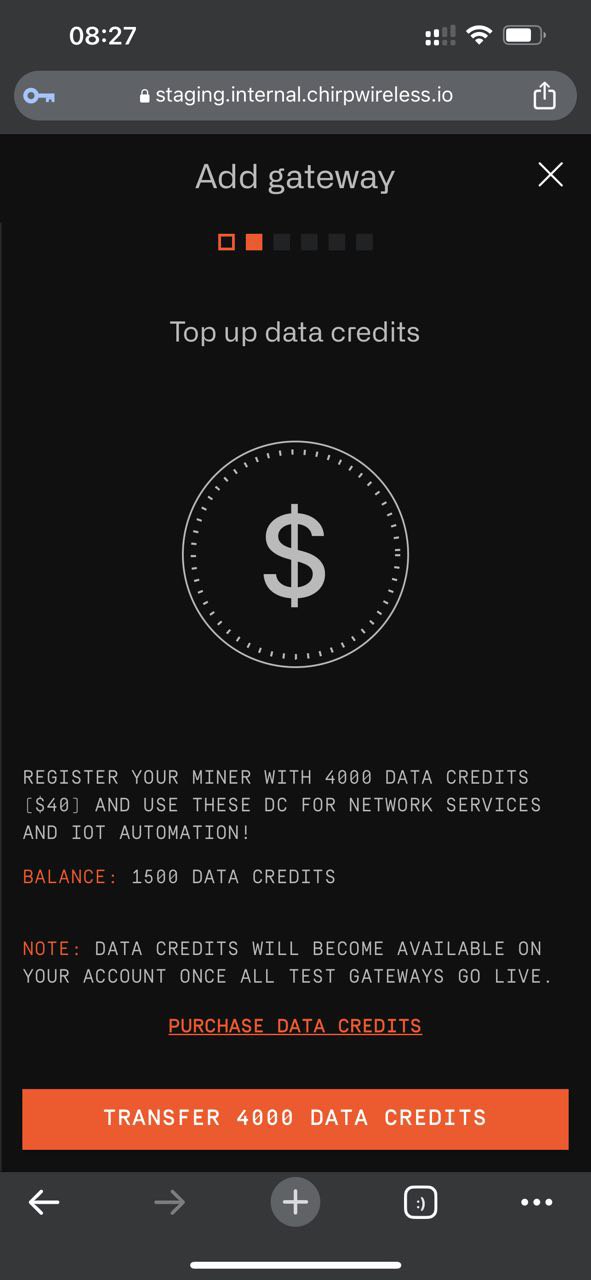 08:27
staging.internal.chirpwireless.io
Add gateway
Top up data credits
$
REGISTER YOUR MINER WITH 4000 DATA CREDITS
[$40] AND USE THESE DC FOR NETWORK SERVICES
AND IOT AUTOMATION!
BALANCE: 1500 DATA CREDITS
NOTE: DATA CREDITS WILL BECOME AVAILABLE ON
YOUR ACCOUNT ONCE ALL TEST GATEWAYS GO LIVE.
PURCHASE DATA CREDITS
TRANSFER 4000 DATA CREDITS
:)